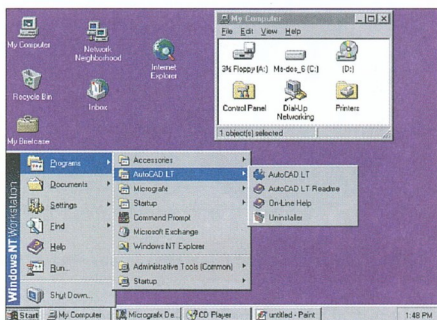 My Computer
Network Neighborhood
Internet Explorer
Recycle Bin
Inbox
My Briefcase
My Computer
File Edit View Help
3½ Floppy (A:) Ms-dos_6 (C:) (D:)
Control Panel Dial-Up Networking Printers
1 object(s) selected
Windows NT Workstation
Programs
Documents
Settings
Find
Help
Run...
Shut Down...
Accessories
AutoCAD LT
Micrografx
Startup
Command Prompt
Microsoft Exchange
Windows NT Explorer
Administrative Tools (Common)
Startup
AutoCAD LT
AutoCAD LT Readme
On-Line Help
Uninstaller
Start My Computer Micrografx De... CD Player untitled - Paint 1:48 PM